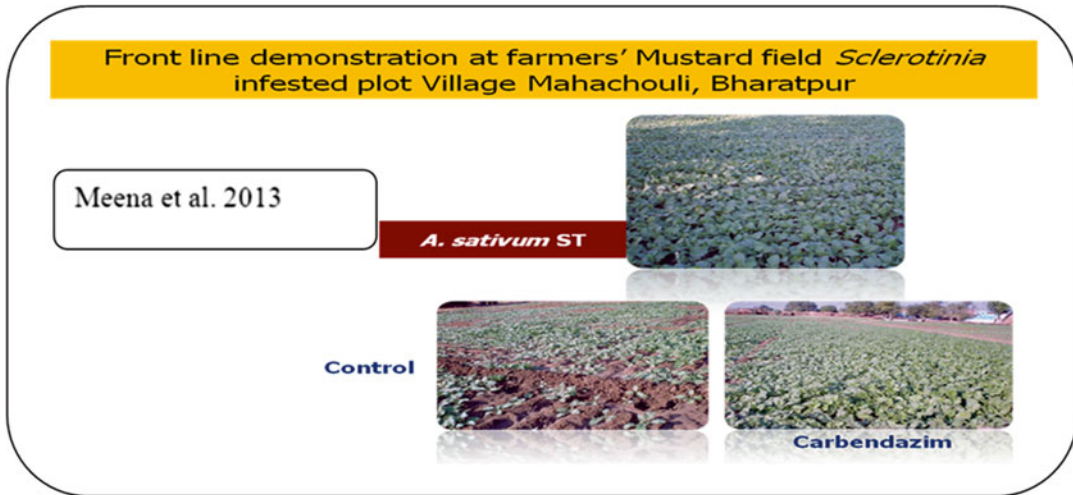 Front line demonstration at farmers’ Mustard field Sclerotinia
infested plot Village Mahachouli, Bharatpur
Meena et al. 2013
A. sativum ST
Control
Carbendazim